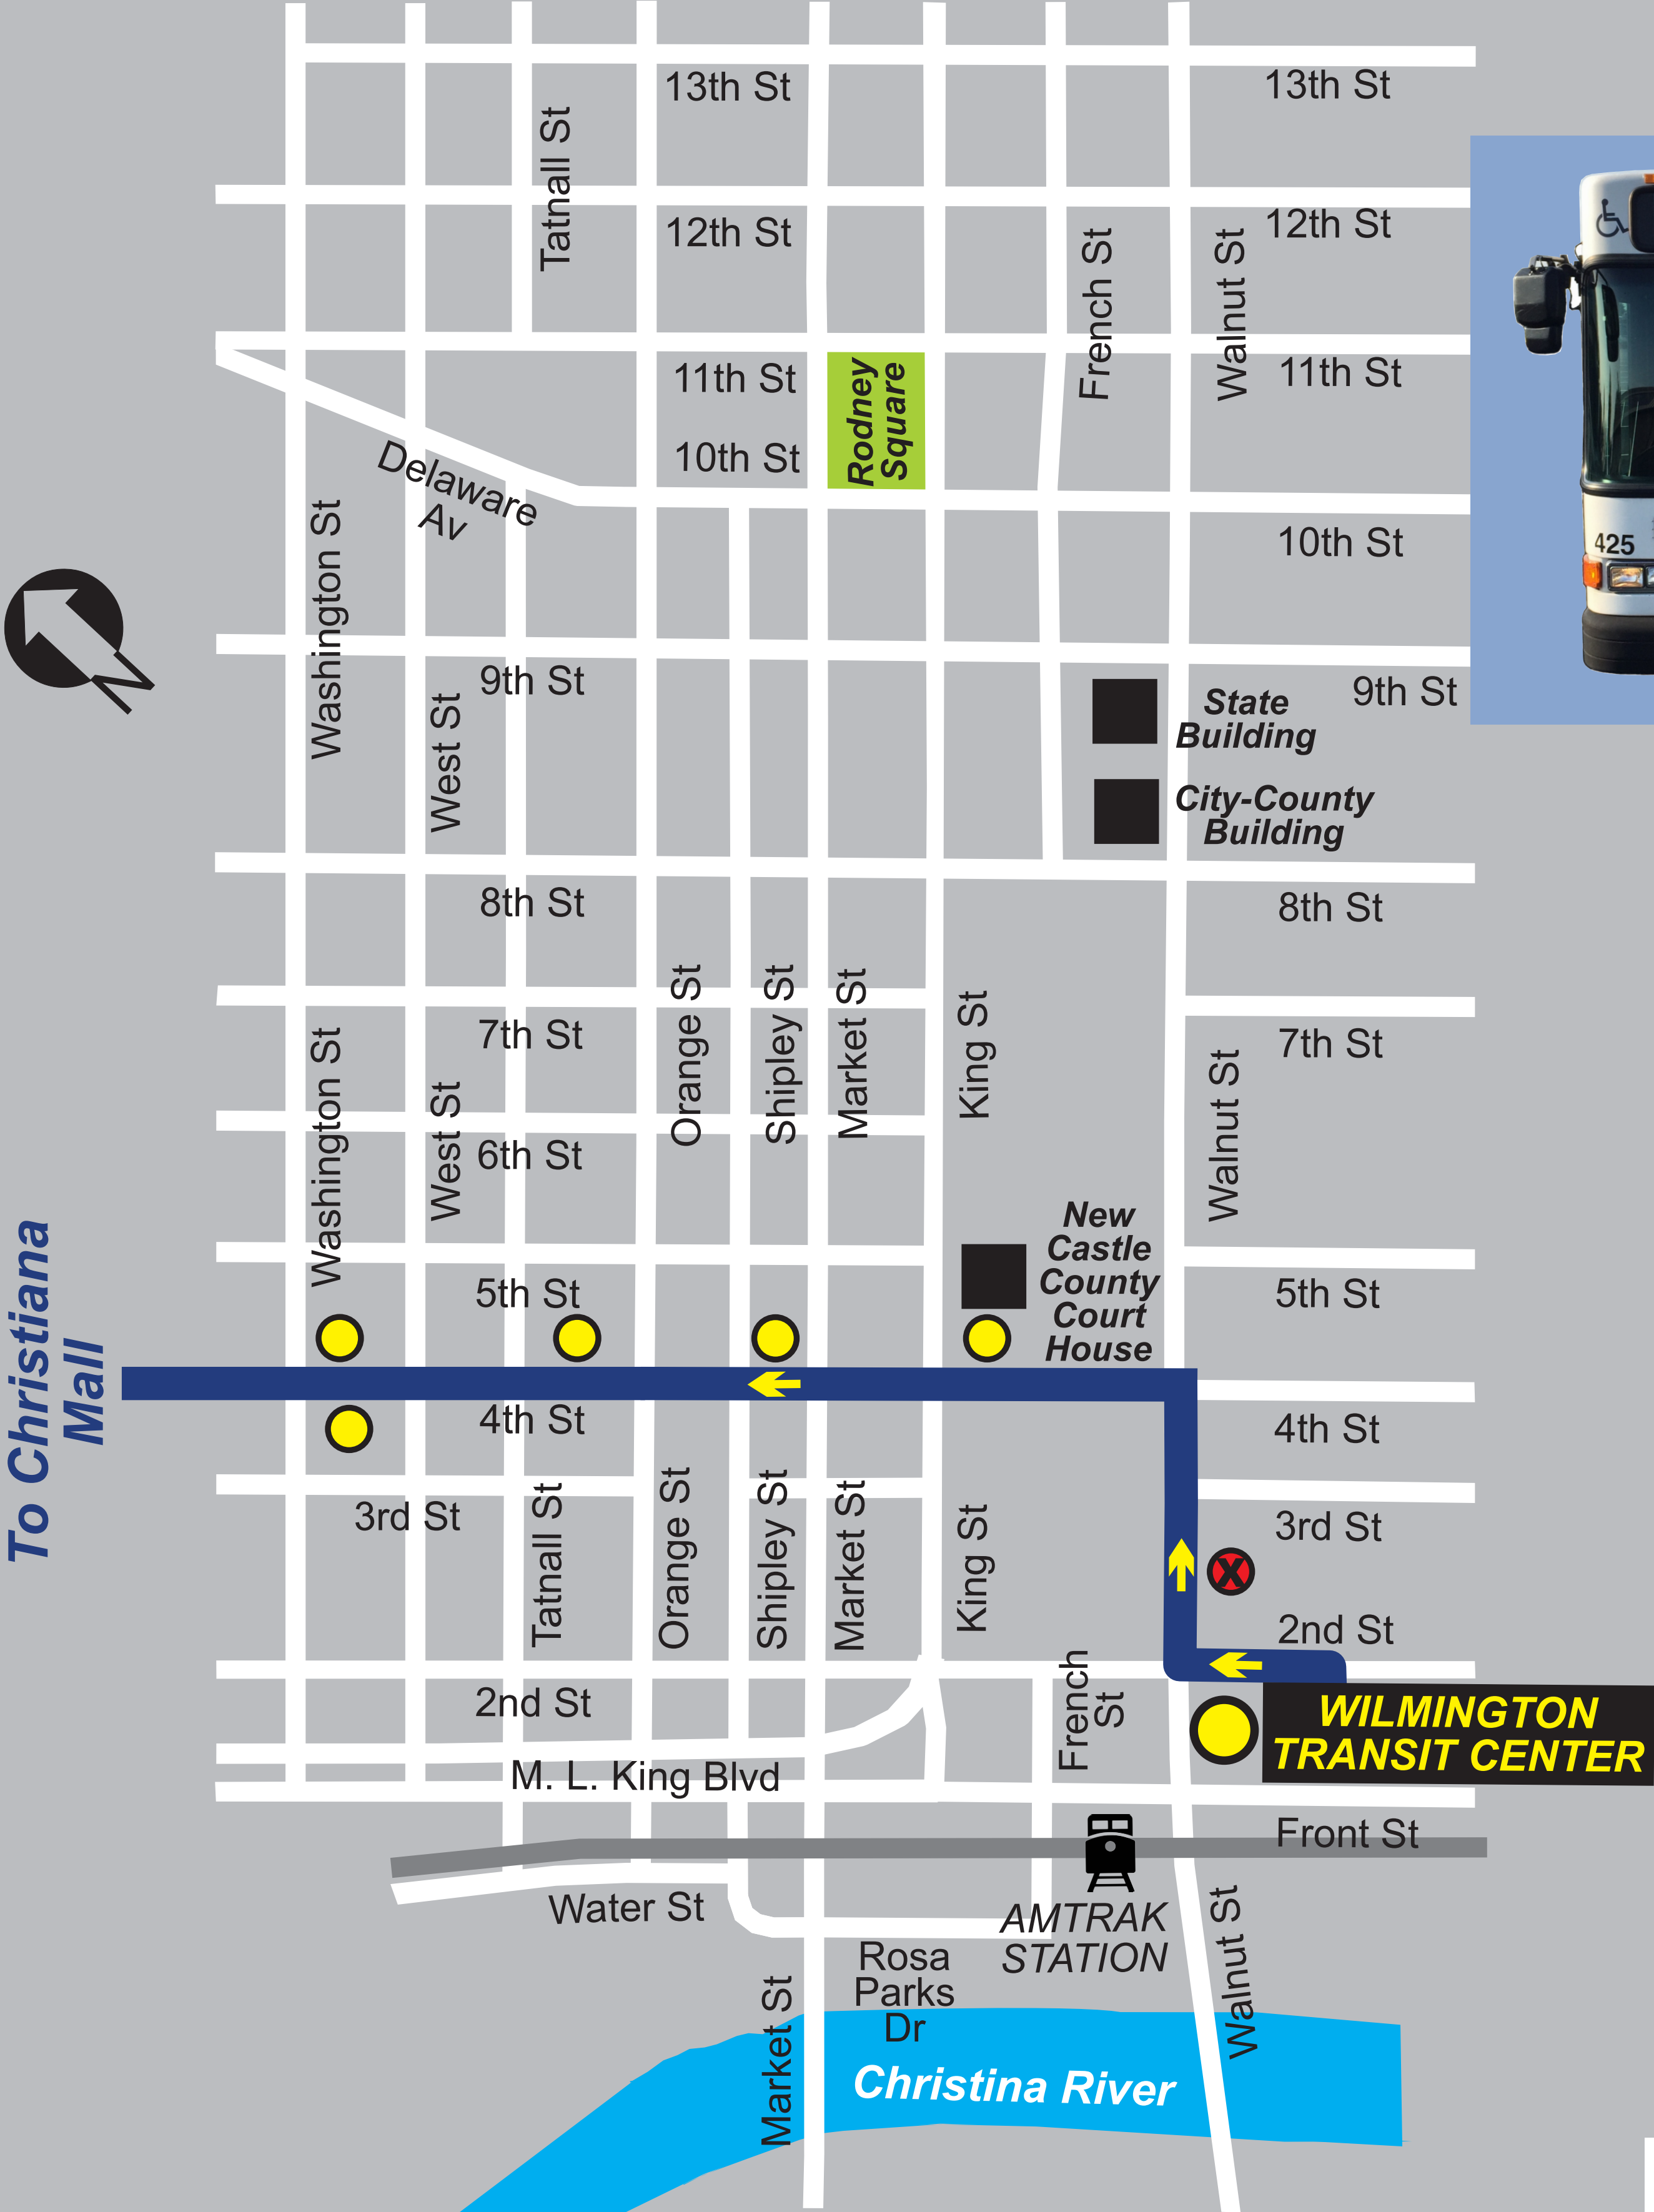 13th St
13th St
Tatnall St
12th St
12th St
French St
Walnut St
11th St
11th St
Rodney
Square
10th St
Delaware
Av
10th St
425
Washington St
N
9th St
9th St
West St
State
Building
City-County
Building
8th St
8th St
Orange St
Shipley St
Market St
King St
7th St
7th St
Washington St
West St
Walnut St
6th St
New
Castle
County
Court
House
5th St
5th St
To Christiana
Mall
4th St
4th St
3rd St
3rd St
Tatnall St
Orange St
Shipley St
Market St
King St
X
2nd St
2nd St
French
St
WILMINGTON
TRANSIT CENTER
M. L. King Blvd
Front St
Water St
AMTRAK
STATION
Rosa
Parks
Dr
Market St
Walnut St
Christina River